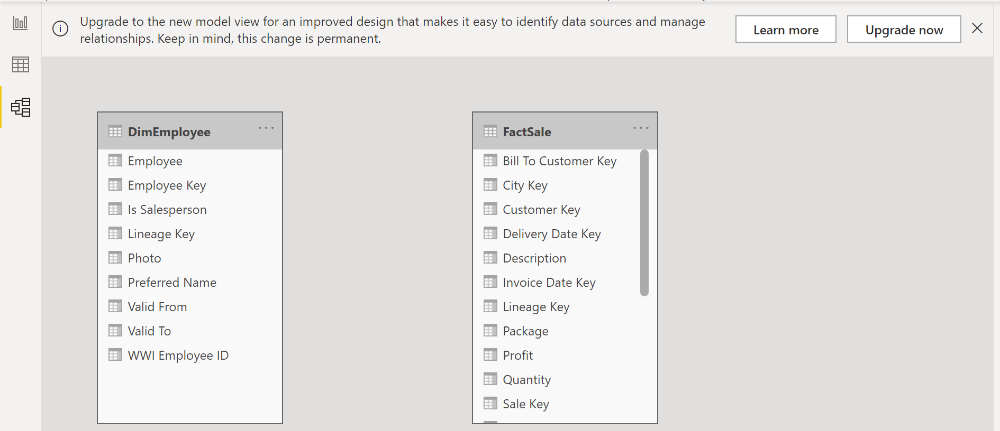 Upgrade to the new model view for an improved design that makes it easy to identify data sources and manage
relationships. Keep in mind, this change is permanent.
Learn more
Upgrade now
DimEmployee
Employee
Employee Key
Is Salesperson
Lineage Key
Photo
Preferred Name
Valid From
Valid To
WWI Employee ID
FactSale
Bill To Customer Key
City Key
Customer Key
Delivery Date Key
Description
Invoice Date Key
Lineage Key
Package
Profit
Quantity
Sale Key